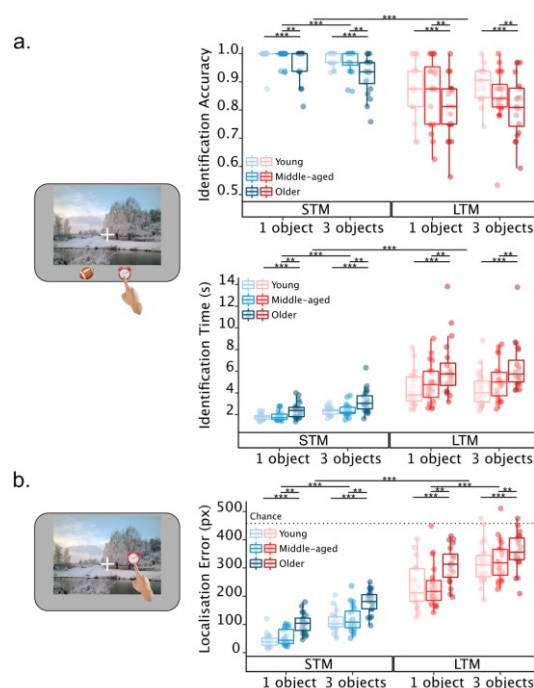 a.
***
*** ***
** ** ** **
*** *** *** ***
Identification Accuracy
1.0
0.9
0.8
0.7
0.6
0.5
Young
Middle-aged
Older
STM LTM
1 object 3 objects 1 object 3 objects
***
***
** ** ** **
*** *** *** ***
Identification Time (s)
14
12
10
8
6
4
2
Young
Middle-aged
Older
STM LTM
1 object 3 objects 1 object 3 objects
b.
***
*** ***
** ** ** **
*** *** *** ***
Localisation Error (px)
500
400
300
200
100
0
Chance
Young
Middle-aged
Older
STM LTM
1 object 3 objects 1 object 3 objects